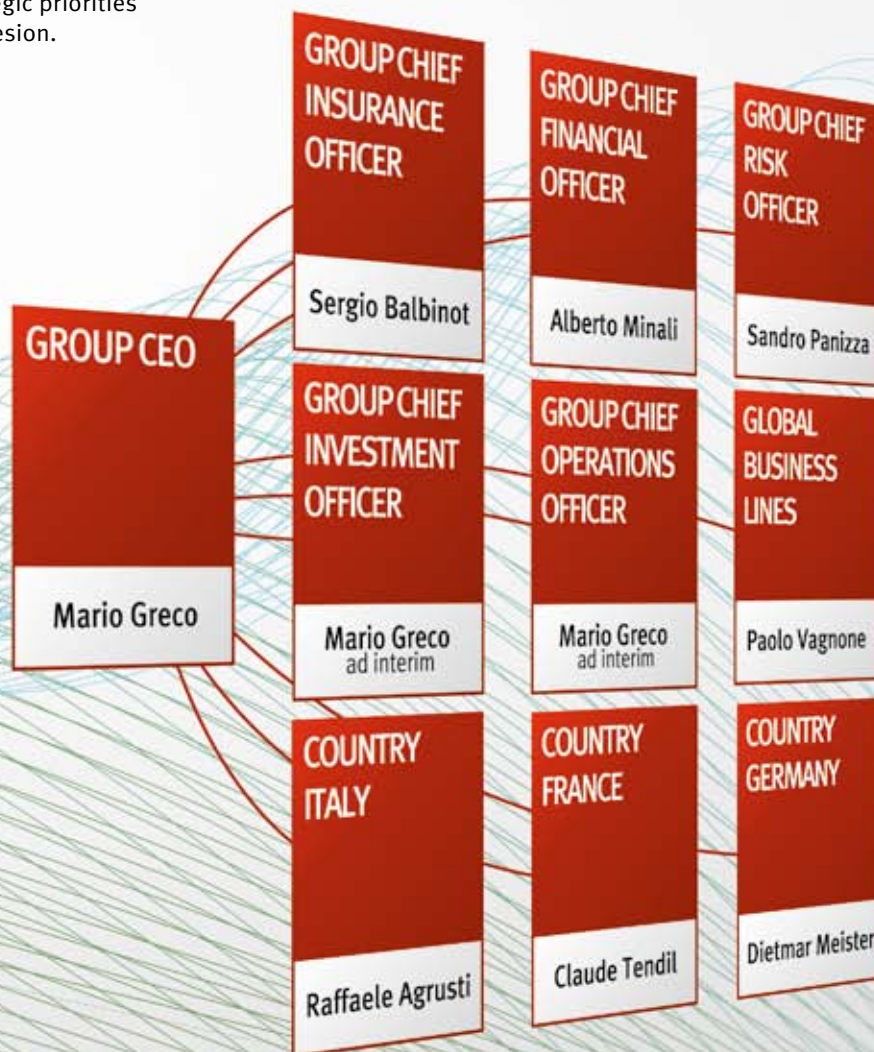 priorities
GROUP CEO
Mario Greco
GROUP CHIEF
INSURANCE
OFFICER
Sergio Balbinot
GROUP CHIEF
FINANCIAL
OFFICER
Alberto Minali
GROUP CHIEF
RISK
OFFICER
Sandro Panizza
GROUP CHIEF
INVESTMENT
OFFICER
Mario Greco
ad interim
GROUP CHIEF
OPERATIONS
OFFICER
Mario Greco
ad interim
GLOBAL
BUSINESS
LINES
Paolo Vagnone
COUNTRY
ITALY
Raffaele Agrusti
COUNTRY
FRANCE
Claude Tendil
COUNTRY
GERMANY
Dietmar Meister